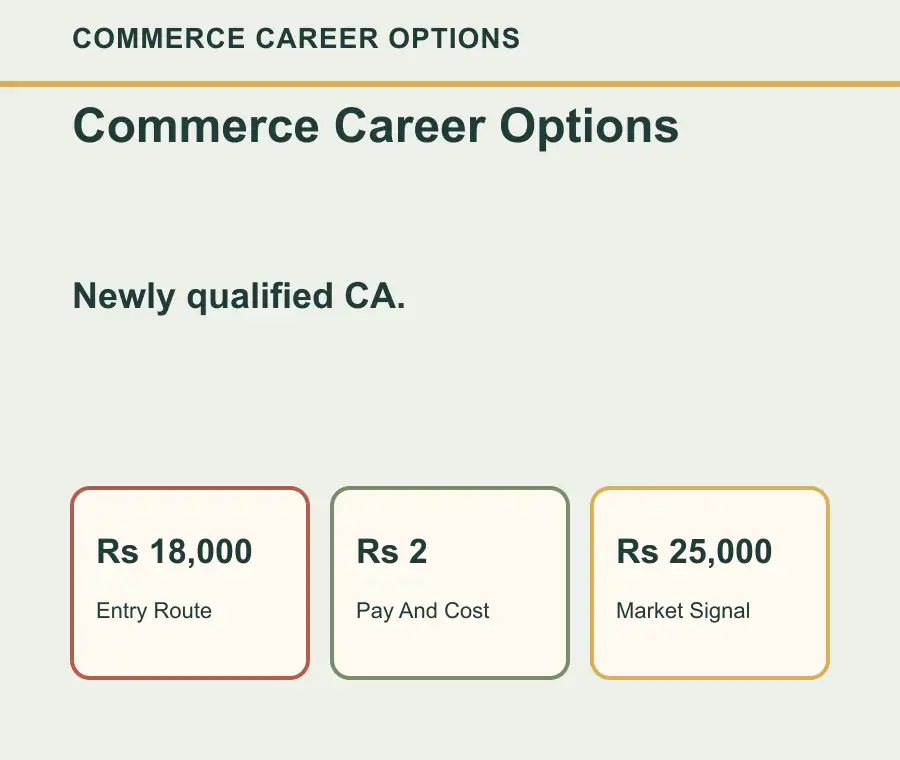 COMMERCE CAREER OPTIONS
Commerce Career Options
Newly qualified CA.
Rs 18,000
Entry Route
Rs 2
Pay And Cost
Rs 25,000
Market Signal